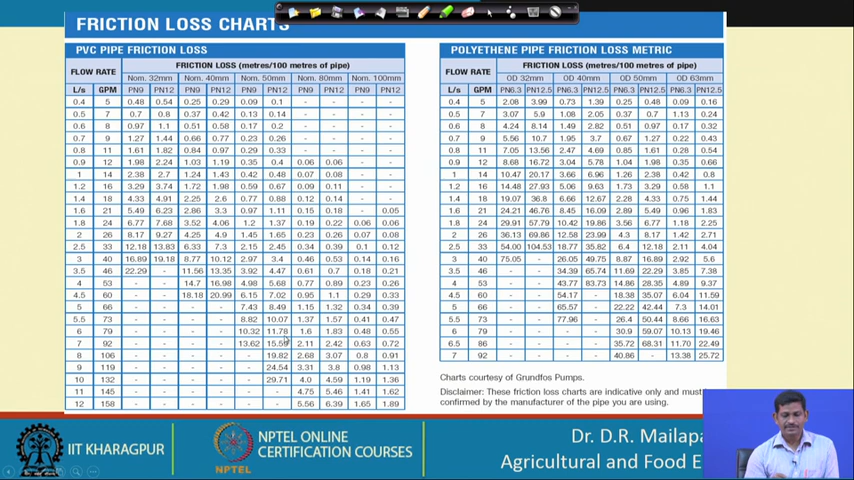 FRICTION LOSS CHARTS
PVC PIPE FRICTION LOSS
FLOW RATE FRICTION LOSS (metres/100 metres of pipe)
Nom. 32mm Nom. 40mm Nom. 50mm Nom. 80mm Nom. 100mm
L/s GPM PN9 PN12 PN9 PN12 PN9 PN12 PN9 PN12 PN9 PN12
0.4 5 0.48 0.54 0.25 0.29 0.09 0.1 - - - -
0.5 7 0.7 0.8 0.37 0.42 0.13 0.14 - - - -
0.6 8 0.97 1.1 0.51 0.58 0.17 0.2 - - - -
0.7 9 1.27 1.44 0.66 0.77 0.23 0.26 - - - -
0.8 11 1.61 1.82 0.84 0.97 0.29 0.33 - - - -
0.9 12 1.98 2.24 1.03 1.19 0.35 0.4 0.06 0.06 - -
1 14 2.38 2.7 1.24 1.43 0.42 0.48 0.07 0.08 - -
1.2 16 3.29 3.74 1.72 1.98 0.59 0.67 0.09 0.11 - -
1.4 18 4.33 4.91 2.25 2.6 0.77 0.88 0.12 0.14 - -
1.6 21 5.49 6.23 2.86 3.3 0.97 1.11 0.15 0.18 - 0.05
1.8 24 6.77 7.68 3.52 4.06 1.2 1.37 0.19 0.22 0.06 0.06
2 26 8.17 9.27 4.25 4.9 1.45 1.65 0.23 0.26 0.07 0.08
2.5 33 12.18 13.83 6.33 7.3 2.15 2.45 0.34 0.39 0.1 0.12
3 40 16.89 19.18 8.77 10.12 2.97 3.4 0.46 0.53 0.14 0.16
3.5 46 22.29 - 11.56 13.35 3.92 4.47 0.61 0.7 0.18 0.21
4 53 - - 14.7 16.98 4.98 5.68 0.77 0.89 0.23 0.26
4.5 60 - - 18.18 20.99 6.15 7.02 0.95 1.1 0.29 0.33
5 66 - - - - 7.43 8.49 1.15 1.32 0.34 0.39
5.5 73 - - - - 8.82 10.07 1.37 1.57 0.41 0.47
6 79 - - - - 10.32 11.78 1.6 1.83 0.48 0.55
7 92 - - - - 13.62 15.59 2.11 2.42 0.63 0.72
8 106 - - - - - 19.82 2.68 3.07 0.8 0.91
9 119 - - - - - 24.54 3.31 3.8 0.98 1.13
10 132 - - - - - 29.71 4.0 4.59 1.19 1.36
11 145 - - - - - - 4.75 5.46 1.41 1.62
12 158 - - - - - - 5.56 6.39 1.65 1.89
POLYETHENE PIPE FRICTION LOSS METRIC
FLOW RATE FRICTION LOSS (metres/100 metres of pipe)
OD 32mm OD 40mm OD 50mm OD 63mm
L/s GPM PN6.3 PN12.5 PN6.3 PN12.5 PN6.3 PN12.5 PN6.3 PN12.5
0.4 5 2.08 3.99 0.73 1.39 0.25 0.48 0.09 0.16
0.5 7 3.07 5.9 1.08 2.05 0.37 0.7 0.13 0.24
0.6 8 4.24 8.14 1.49 2.82 0.51 0.97 0.17 0.32
0.7 9 5.56 10.7 1.95 3.7 0.67 1.27 0.22 0.43
0.8 11 7.05 13.56 2.47 4.69 0.85 1.61 0.28 0.54
0.9 12 8.68 16.72 3.04 5.78 1.04 1.98 0.35 0.66
1 14 10.47 20.17 3.66 6.96 1.26 2.38 0.42 0.8
1.2 16 14.48 27.93 5.06 9.63 1.73 3.29 0.58 1.1
1.4 18 19.07 36.8 6.66 12.67 2.28 4.33 0.75 1.44
1.6 21 24.21 46.76 8.45 16.09 2.89 5.49 0.96 1.83
1.8 24 29.91 57.79 10.42 19.86 3.56 6.77 1.18 2.25
2 26 36.13 69.86 12.58 23.99 4.3 8.17 1.42 2.71
2.5 33 54.00 104.53 18.77 35.82 6.4 12.18 2.11 4.04
3 40 75.05 - 26.05 49.75 8.87 16.89 2.92 5.6
3.5 46 - - 34.39 65.74 11.69 22.29 3.85 7.38
4 53 - - 43.77 83.73 14.86 28.35 4.89 9.37
4.5 60 - - 54.17 - 18.38 35.07 6.04 11.59
5 66 - - 65.57 - 22.22 42.44 7.3 14.01
5.5 73 - - 77.96 - 26.4 50.44 8.66 16.63
6 79 - - - - 30.9 59.07 10.13 19.46
6.5 86 - - - - 35.72 68.31 11.70 22.49
7 92 - - - - 40.86 - 13.38 25.72
Charts courtesy of Grundfos Pumps.
Disclaimer: These friction loss charts are indicative only and must
confirmed by the manufacturer of the pipe you are using.
IIT KHARAGPUR
NPTEL
NPTEL ONLINE
CERTIFICATION COURSES
Dr. D.R. Mailapa
Agricultural and Food E